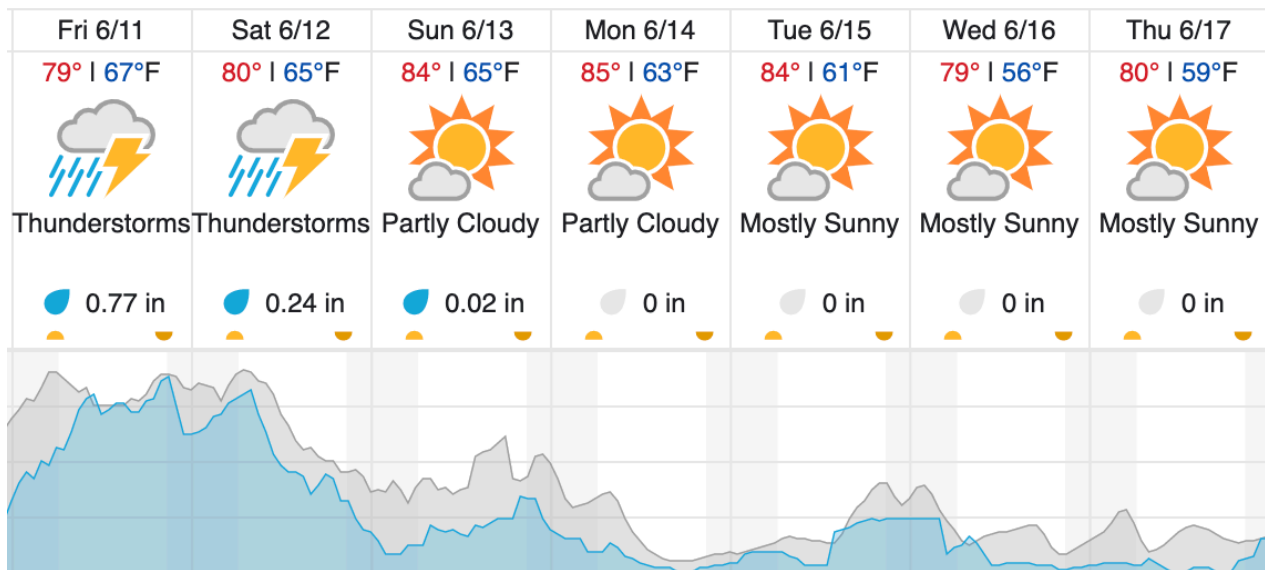 Fri 6/11 Sat 6/12 Sun 6/13 Mon 6/14 Tue 6/15 Wed 6/16 Thu 6/17
79° | 67°F 80° | 65°F 84° | 65°F 85° | 63°F 84° | 61°F 79° | 56°F 80° | 59°F
Thunderstorms Thunderstorms Partly Cloudy Partly Cloudy Mostly Sunny Mostly Sunny Mostly Sunny
0.77 in 0.24 in 0.02 in 0 in 0 in 0 in 0 in